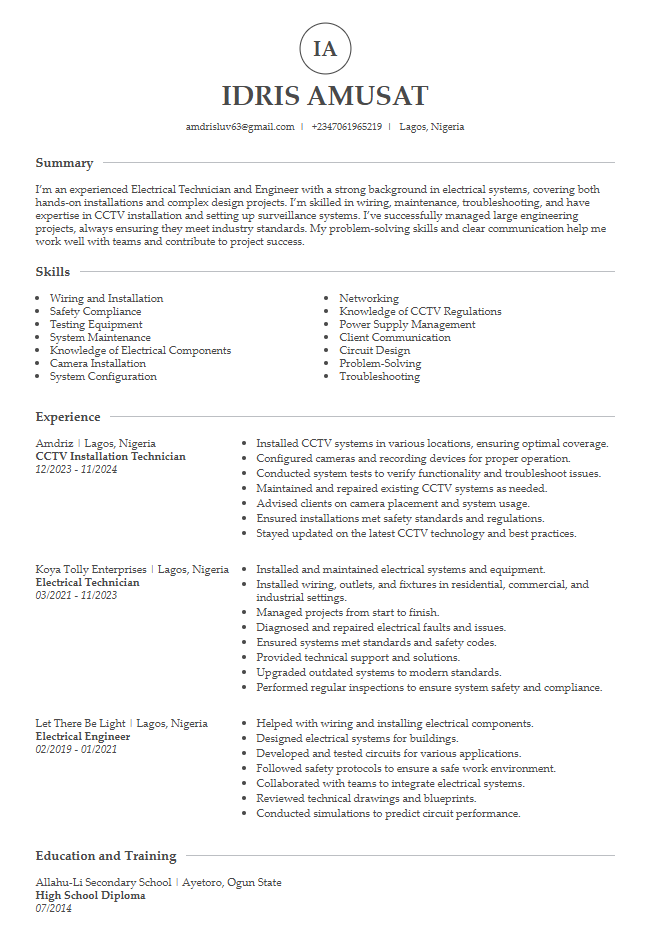 IA
IDRIS AMUSAT
amdrisluv63@gmail.com | +2347061965219 | Lagos, Nigeria
Summary
I'm an experienced Electrical Technician and Engineer with a strong background in electrical systems, covering both
hands-on installations and complex design projects. I'm skilled in wiring, maintenance, troubleshooting, and have
expertise in CCTV installation and setting up surveillance systems. I've successfully managed large engineering
projects, always ensuring they meet industry standards. My problem-solving skills and clear communication help me
work well with teams and contribute to project success.
Skills
• Wiring and Installation
• Safety Compliance
• Testing Equipment
• System Maintenance
• Knowledge of Electrical Components
• Camera Installation
• System Configuration
• Networking
• Knowledge of CCTV Regulations
• Power Supply Management
• Client Communication
• Circuit Design
• Problem-Solving
• Troubleshooting
Experience
Amdriz | Lagos, Nigeria
CCTV Installation Technician
12/2023 - 11/2024
• Installed CCTV systems in various locations, ensuring optimal coverage.
• Configured cameras and recording devices for proper operation.
• Conducted system tests to verify functionality and troubleshoot issues.
• Maintained and repaired existing CCTV systems as needed.
• Advised clients on camera placement and system usage.
• Ensured installations met safety standards and regulations.
• Stayed updated on the latest CCTV technology and best practices.
Koya Tolly Enterprises | Lagos, Nigeria
Electrical Technician
03/2021 - 11/2023
• Installed and maintained electrical systems and equipment.
• Installed wiring, outlets, and fixtures in residential, commercial, and
industrial settings.
• Managed projects from start to finish.
• Diagnosed and repaired electrical faults and issues.
• Ensured systems met standards and safety codes.
• Provided technical support and solutions.
• Upgraded outdated systems to modern standards.
• Performed regular inspections to ensure system safety and compliance.
Let There Be Light | Lagos, Nigeria
Electrical Engineer
02/2019 - 01/2021
• Helped with wiring and installing electrical components.
• Designed electrical systems for buildings.
• Developed and tested circuits for various applications.
• Followed safety protocols to ensure a safe work environment.
• Collaborated with teams to integrate electrical systems.
• Reviewed technical drawings and blueprints.
• Conducted simulations to predict circuit performance.
Education and Training
Allahu-Li Secondary School | Ayetoro, Ogun State
High School Diploma
07/2014